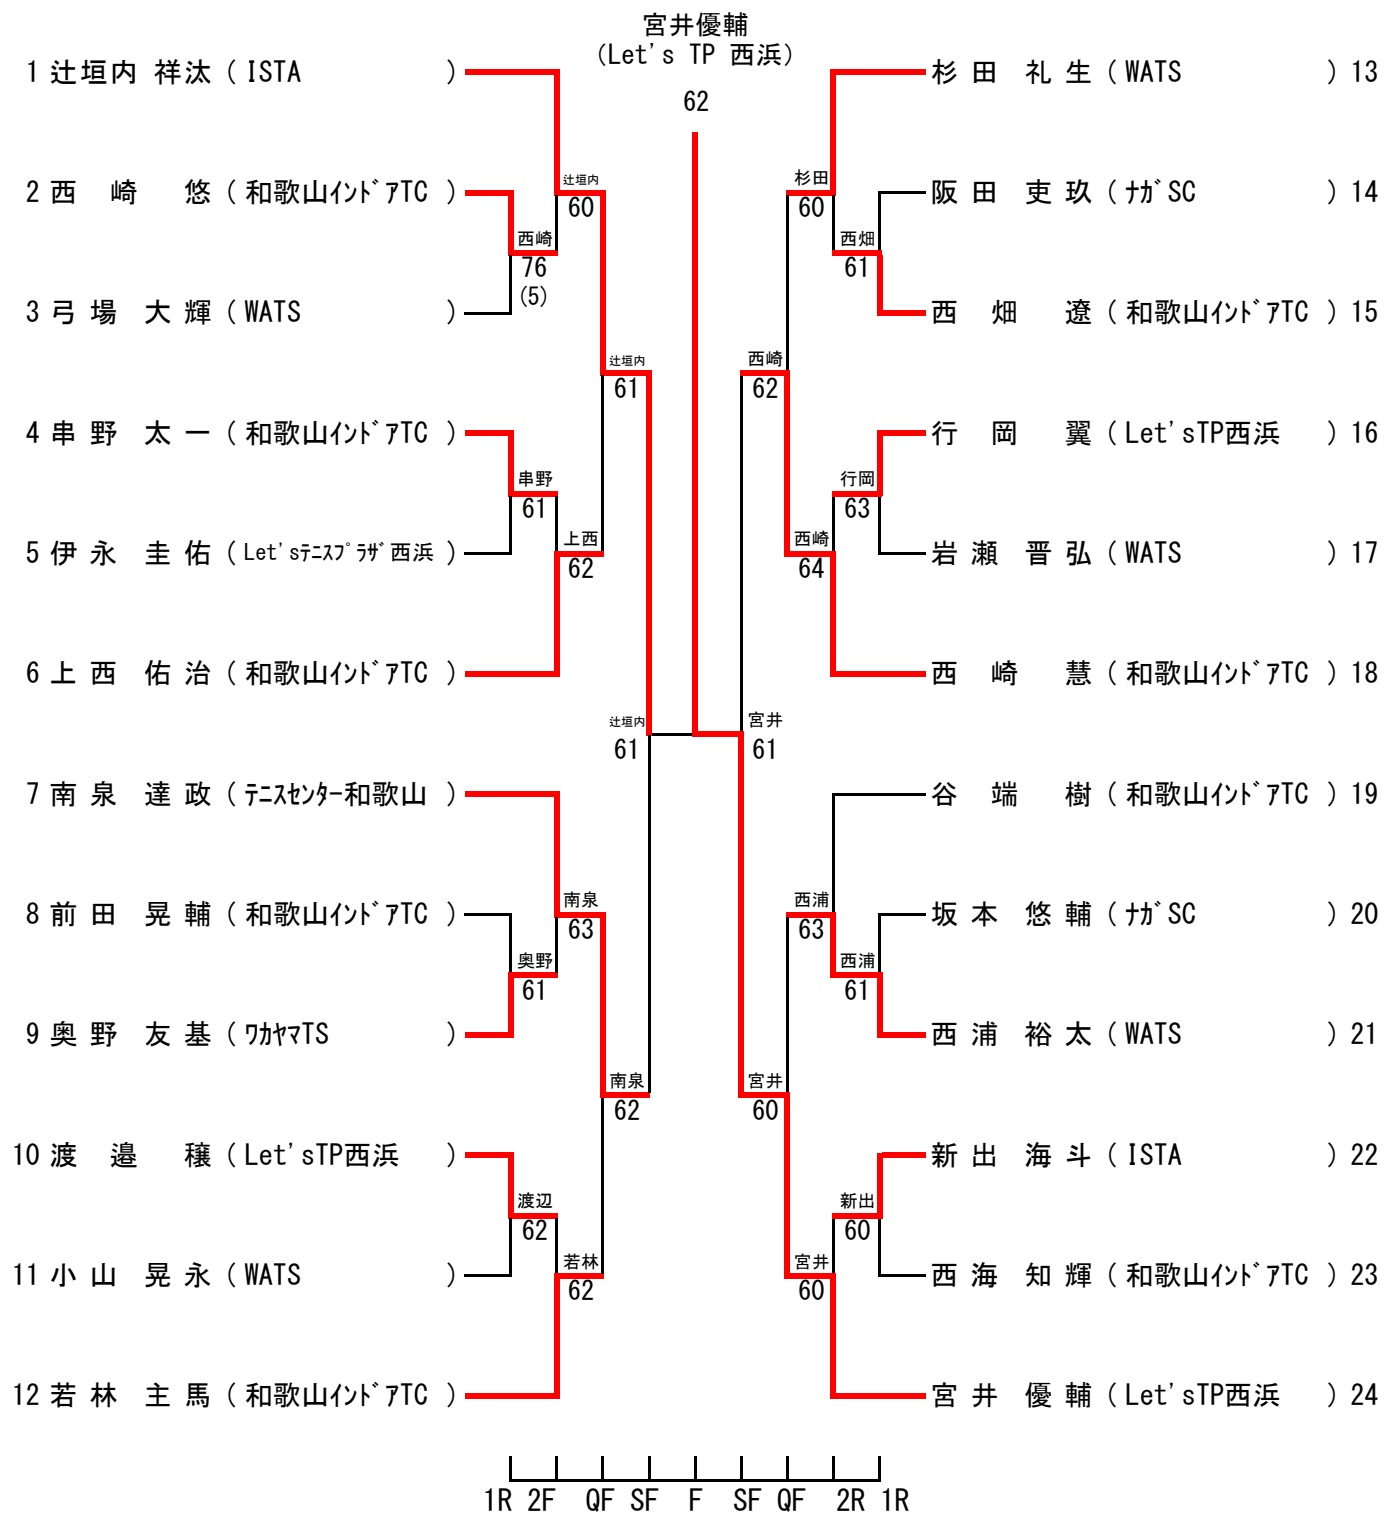 宮井優輔
(Let's TP 西浜)
62
1 辻垣内 祥汰 ( ISTA )
2 西 崎 悠 ( 和歌山ｲﾝﾄﾞｱTC )
3 弓 場 大 輝 ( WATS )
4 串 野 太 一 ( 和歌山ｲﾝﾄﾞｱTC )
5 伊 永 圭 佑 ( Let'sﾃﾆｽﾌﾟﾗｻﾞ西浜 )
6 上 西 佑 治 ( 和歌山ｲﾝﾄﾞｱTC )
7 南 泉 達 政 ( ﾃﾆｽｾﾝﾀｰ和歌山 )
8 前 田 晃 輔 ( 和歌山ｲﾝﾄﾞｱTC )
9 奥 野 友 基 ( ﾜｶﾔﾏTS )
10 渡 邉 穣 ( Let'sTP西浜 )
11 小 山 晃 永 ( WATS )
12 若 林 主 馬 ( 和歌山ｲﾝﾄﾞｱTC )
西崎
76
(5)
串野
61
奥野
61
渡辺
62
辻垣内
60
上西
62
南泉
63
若林
62
辻垣内
61
南泉
62
辻垣内
61
宮井
61
西崎
62
宮井
60
杉田
60
西崎
64
西浦
63
宮井
60
西畑
61
行岡
63
西浦
61
新出
60
杉 田 礼 生 ( WATS ) 13
阪 田 吏 玖 ( ﾅｶﾞSC ) 14
西 畑 遼 ( 和歌山ｲﾝﾄﾞｱTC ) 15
行 岡 翼 ( Let'sTP西浜 ) 16
岩 瀬 晋 弘 ( WATS ) 17
西 崎 慧 ( 和歌山ｲﾝﾄﾞｱTC ) 18
谷 端 樹 ( 和歌山ｲﾝﾄﾞｱTC ) 19
坂 本 悠 輔 ( ﾅｶﾞSC ) 20
西 浦 裕 太 ( WATS ) 21
新 出 海 斗 ( ISTA ) 22
西 海 知 輝 ( 和歌山ｲﾝﾄﾞｱTC ) 23
宮 井 優 輔 ( Let'sTP西浜 ) 24
1R 2F QF SF F SF QF 2R 1R